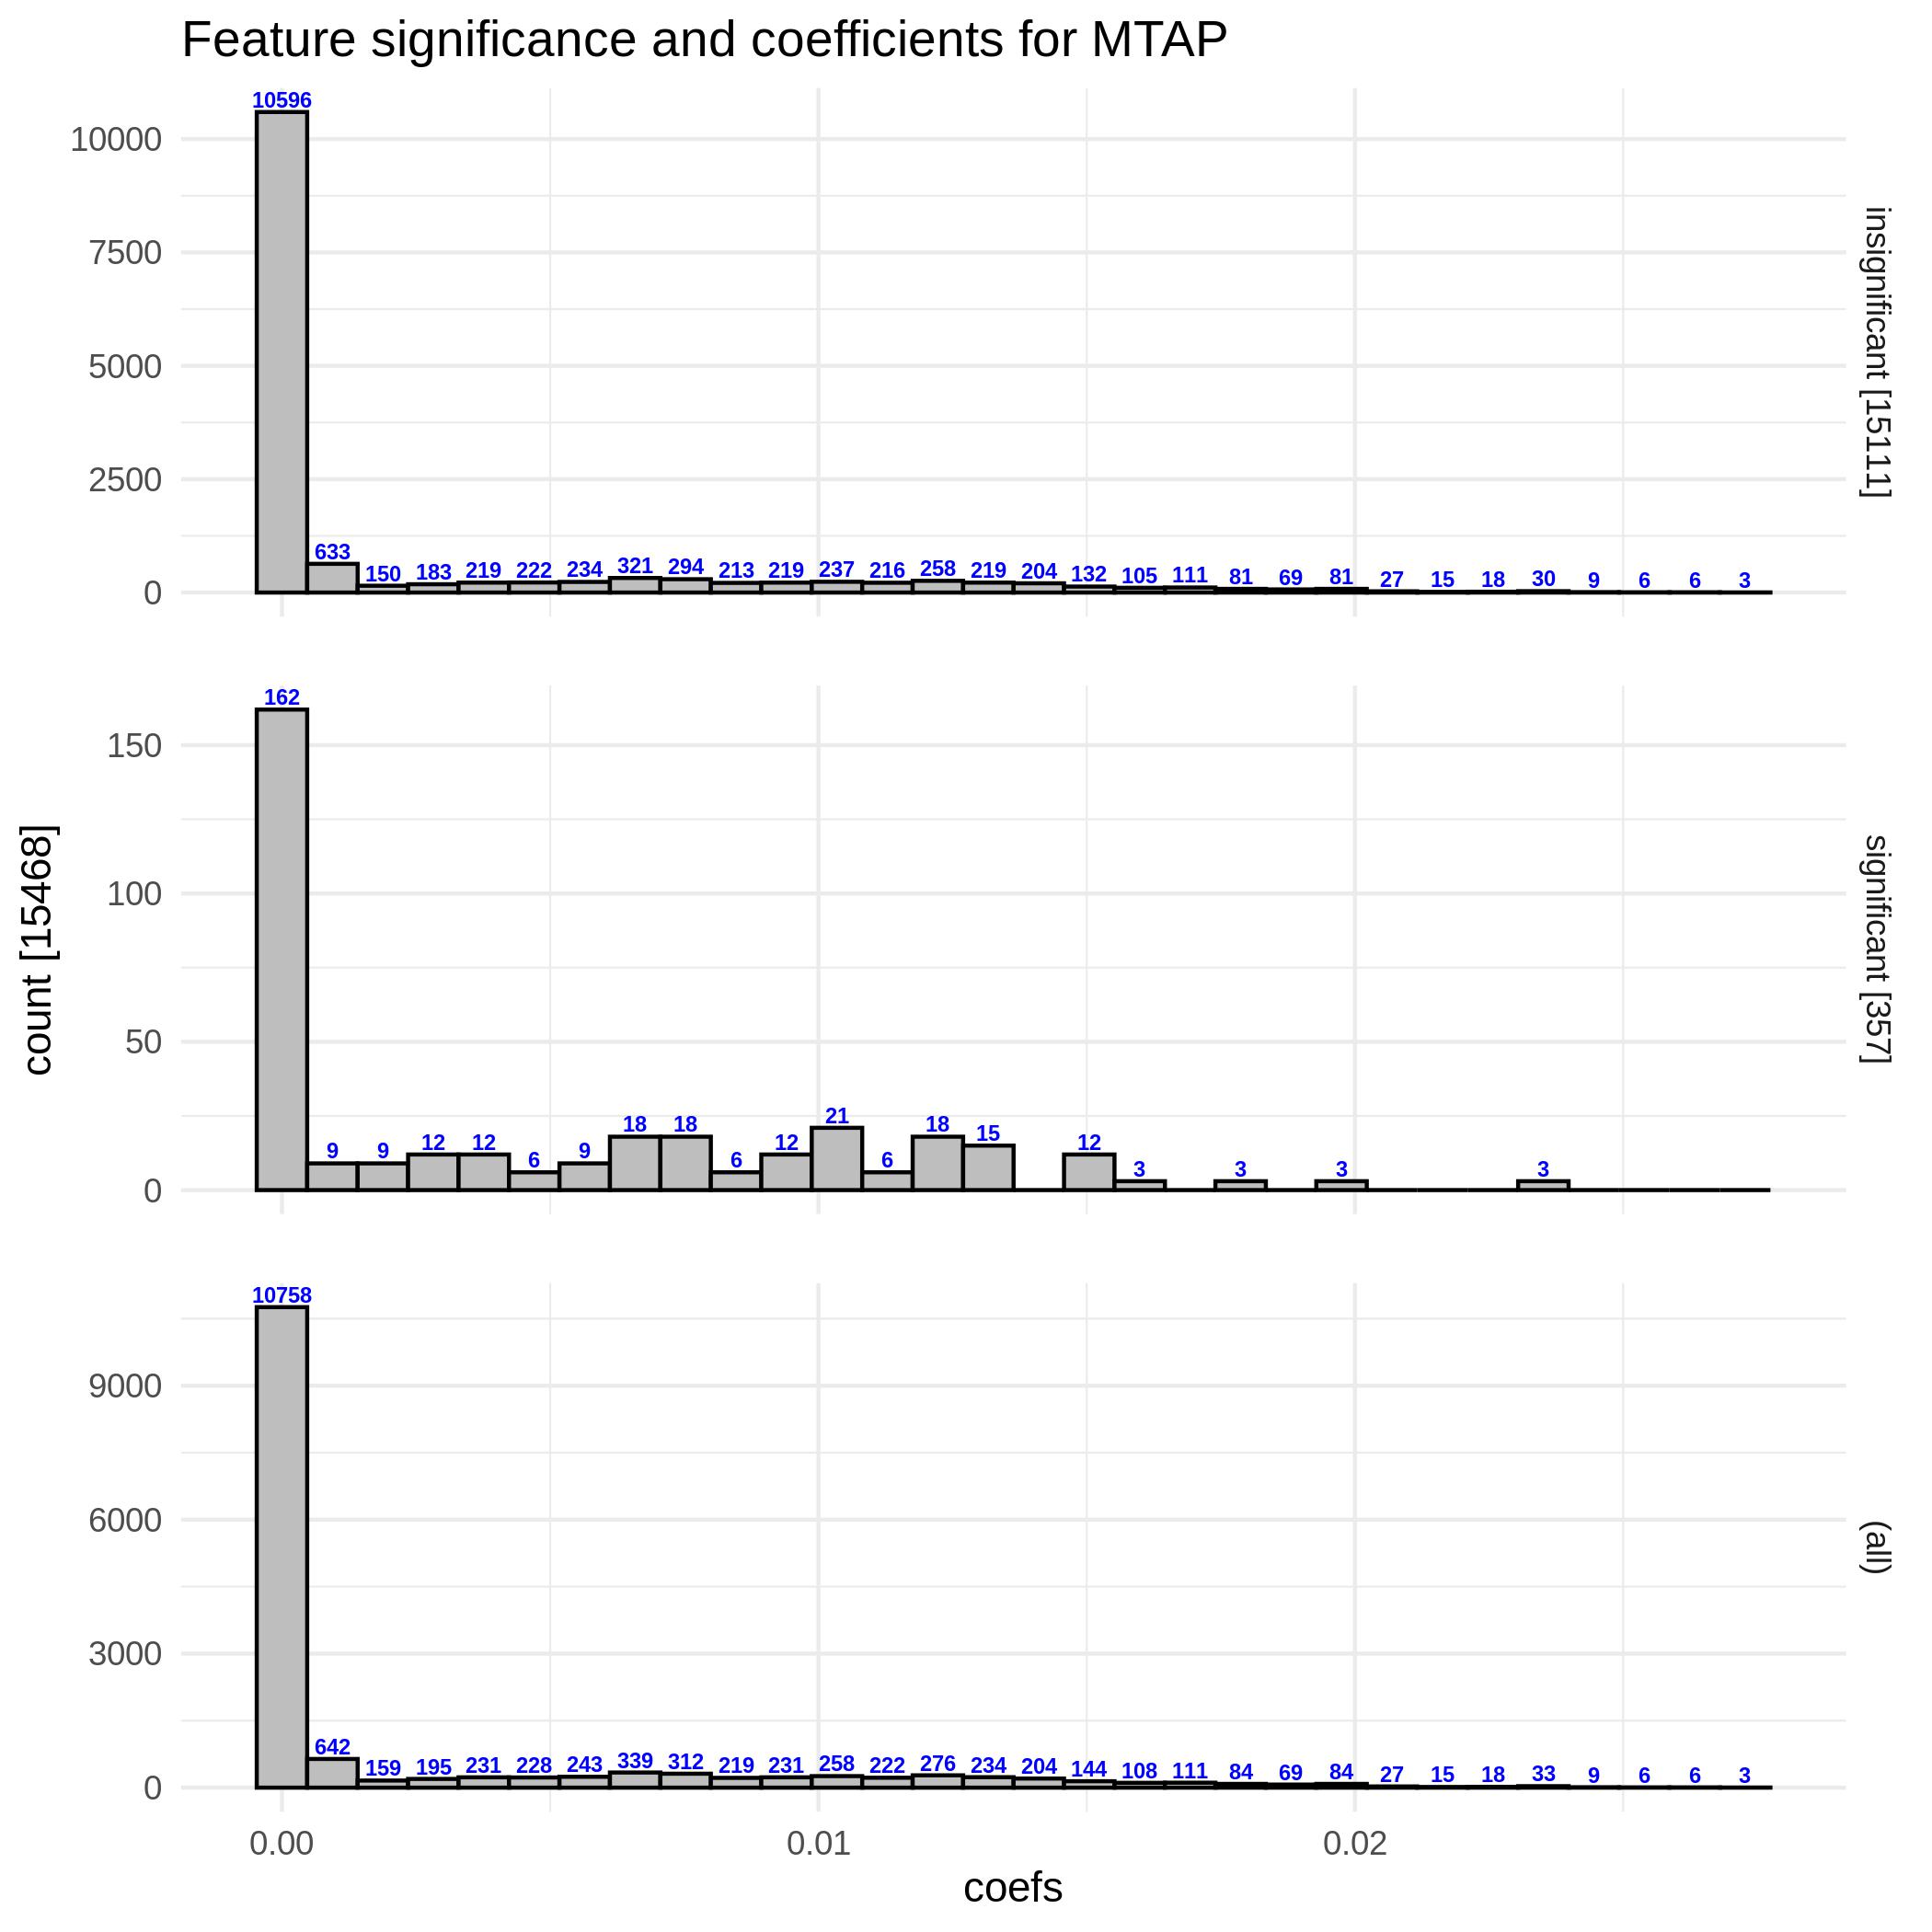 Feature significance and coefficients for MTAP
10596
10000
7500
5000
2500
0
633 150 183 219 222 234 321 294 213 219 237 216 258 219 204 132 105 111 81 69 81 27 15 18 30 9 6 6 3
insignificant [15111]
162
150
100
50
0
9 9 12 12 6 9 18 18 6 12 21 6 18 15 12 3 3 3 3
significant [357]
count [15468]
10758
9000
6000
3000
0
642 159 195 231 228 243 339 312 219 231 258 222 276 234 204 144 108 111 84 69 84 27 15 18 33 9 6 6 3
(all)
0.00 0.01 0.02
coefs